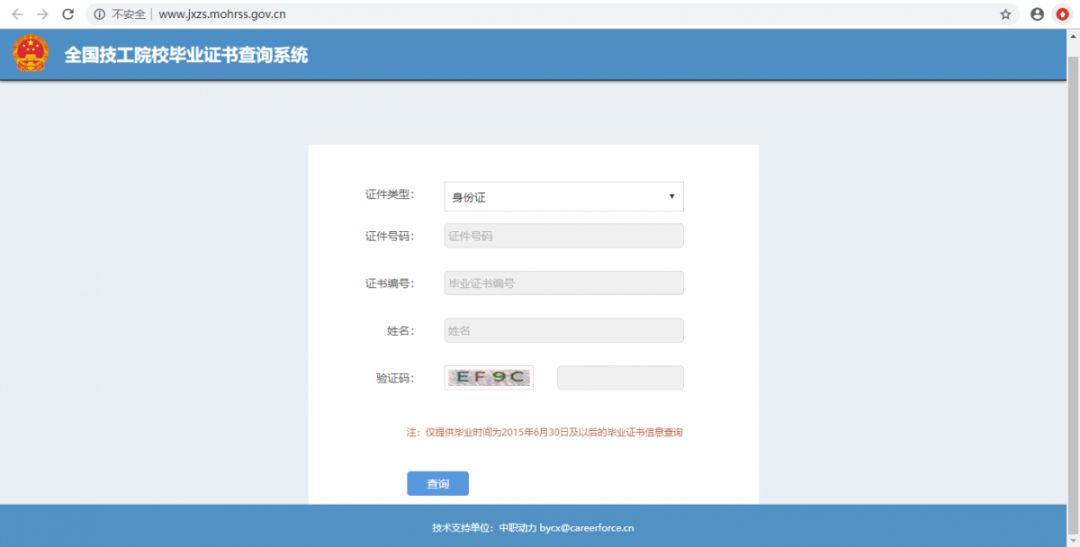 不安全 | www.jxzs.mohrss.gov.cn
全国技工院校毕业证书查询系统
证件类型： 身份证
证件号码： 证件号码
证书编号： 毕业证书编号
姓名： 姓名
验证码： EF9C
注：仅提供毕业时间为2015年6月30日及以后的毕业证书信息查询
查询
技术支持单位：中职动力 bycx@careerforce.cn